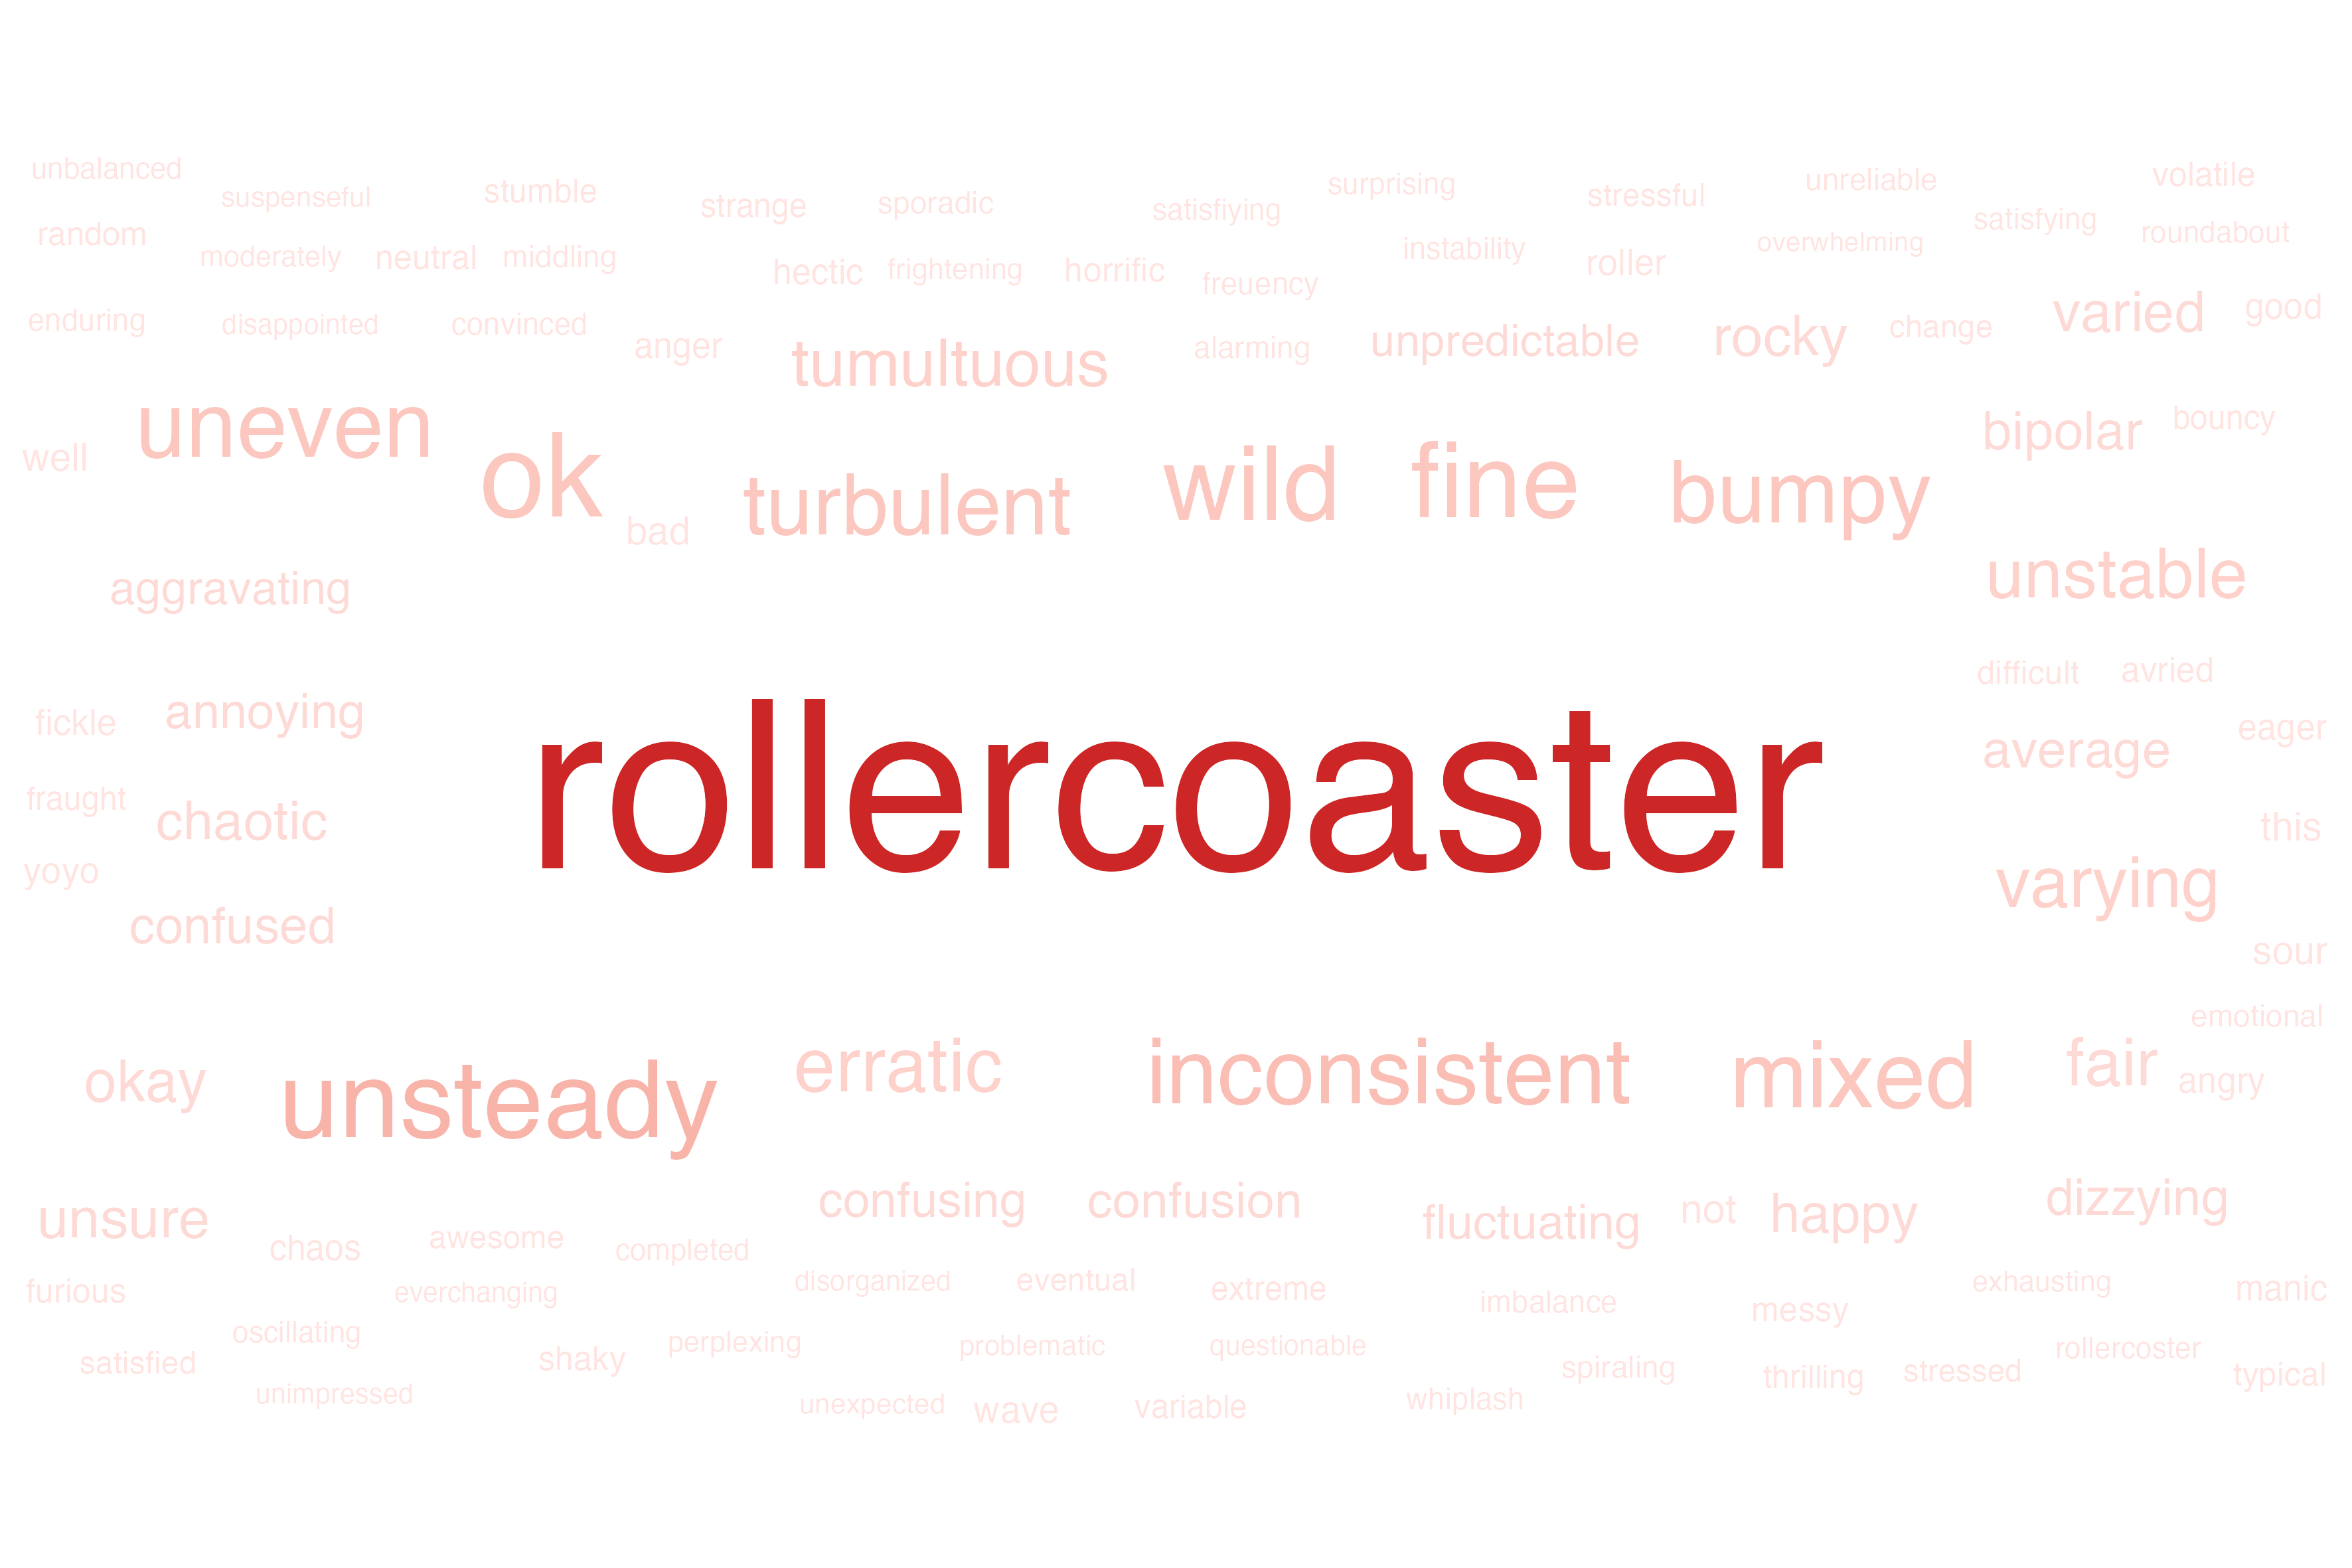 unbalanced suspenseful stumble strange sporadic satisfiying surprising stressful unreliable volatile
random moderately neutral middling hectic frightening horrific freuency instability roller overwhelming satisfying roundabout
enduring disappointed convinced anger tumultuous alarming unpredictable rocky change varied good
well uneven ok bad turbulent wild fine bumpy bipolar bouncy
aggravating unstable
difficult avried
fickle annoying rollercoaster average eager
fraught chaotic this
yoyo varying
confused sour
emotional
okay unsteady erratic inconsistent mixed fair angry
unsure confusing confusion fluctuating not happy dizzying
chaos awesome completed
furious everchanging disorganized eventual extreme imbalance messy exhausting manic
oscillating perplexing problematic questionable rollercoster
satisfied shaky spiraling thrilling stressed typical
unimpressed unexpected wave variable whiplash